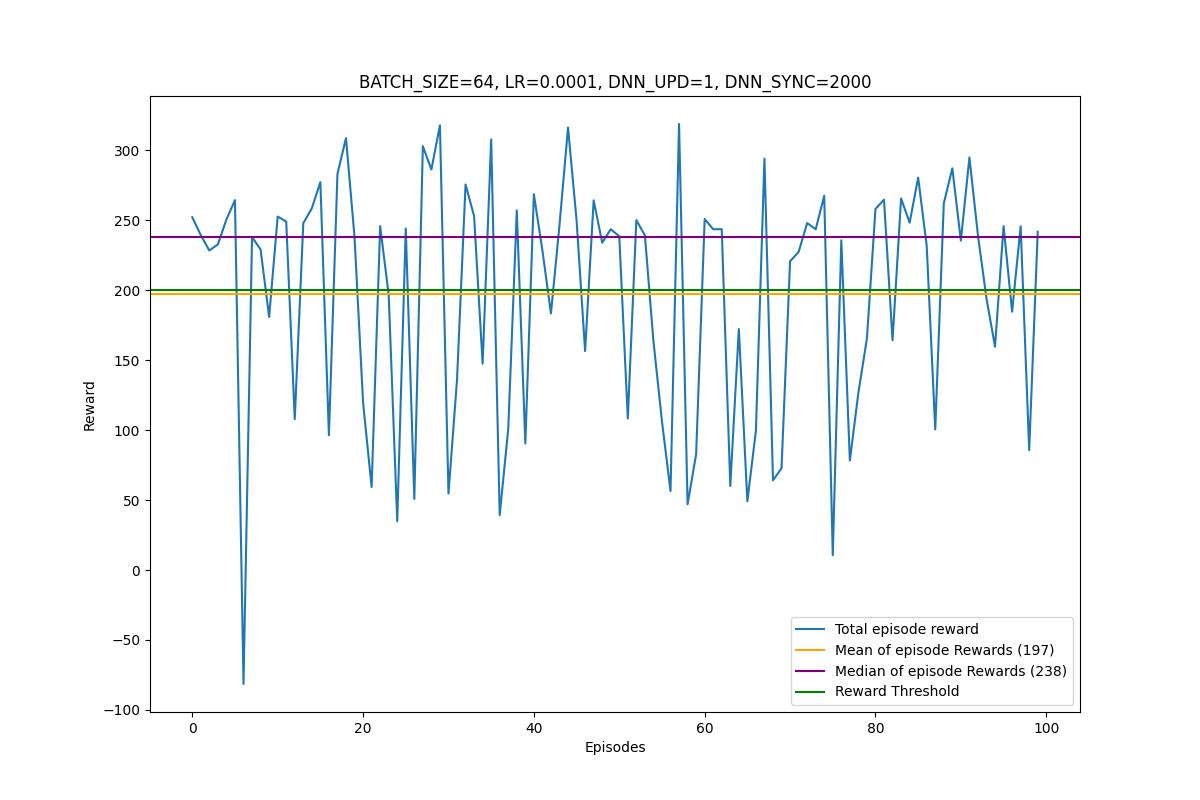 BATCH_SIZE=64, LR=0.0001, DNN_UPD=1, DNN_SYNC=2000
300
250
200
150
100
50
0
−50
−100
Reward
Total episode reward
Mean of episode Rewards (197)
Median of episode Rewards (238)
Reward Threshold
0 20 40 60 80 100
Episodes